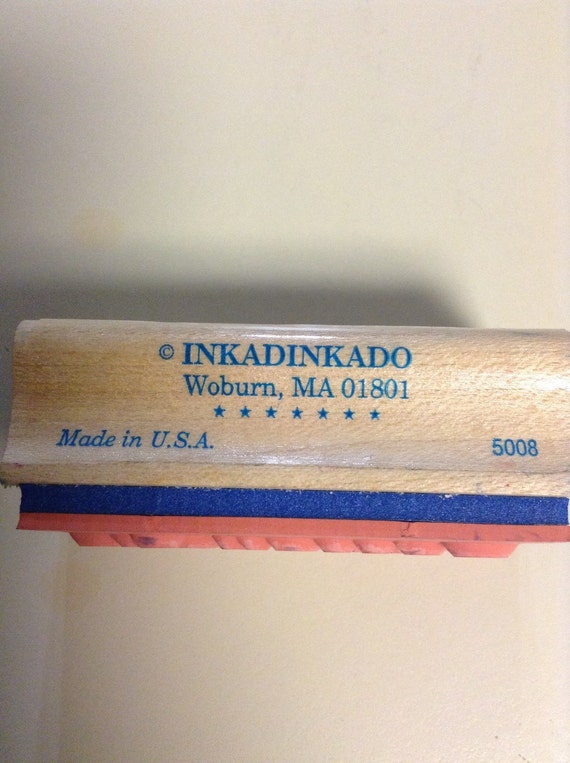 © INKADINKADO
Woburn, MA 01801
★ ★ ★ ★ ★ ★ ★
Made in U.S.A.
5008